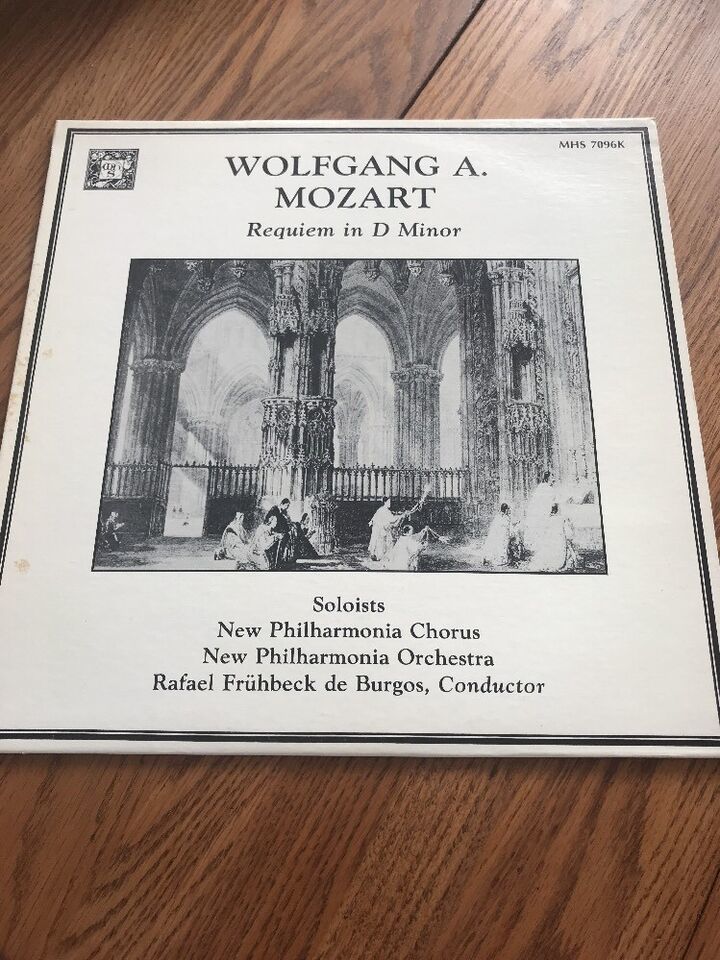 MHS 7096K
WOLFGANG A.
MOZART
Requiem in D Minor
Soloists
New Philharmonia Chorus
New Philharmonia Orchestra
Rafael Frühbeck de Burgos, Conductor